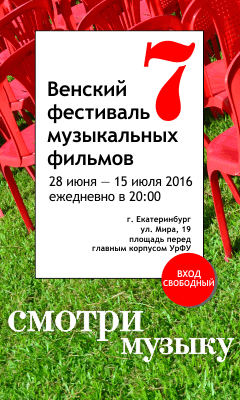 7
Венский
фестиваль
музыкальных
фильмов
28 июня — 15 июля 2016
ежедневно в 20:00
г. Екатеринбург
ул. Мира, 19
площадь перед
главным корпусом УрФУ
ВХОД
СВОБОДНЫЙ
смотри
музыку